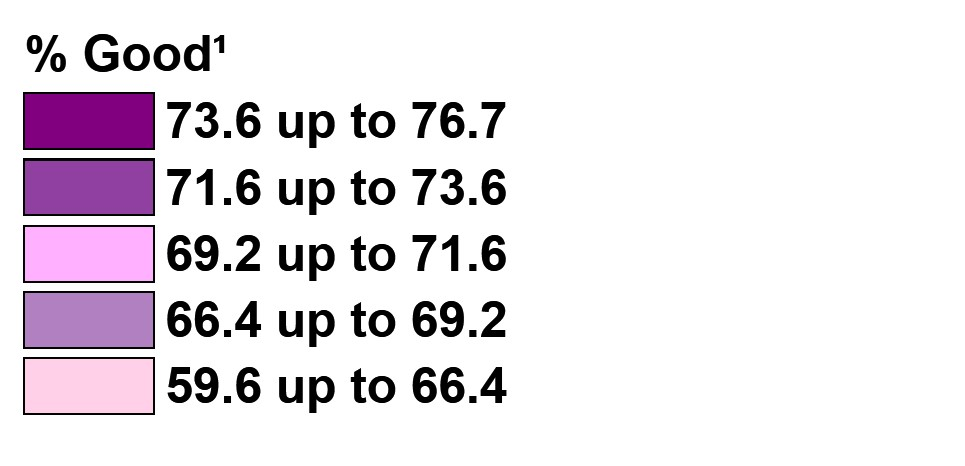 % Good¹
73.6 up to 76.7
71.6 up to 73.6
69.2 up to 71.6
66.4 up to 69.2
59.6 up to 66.4